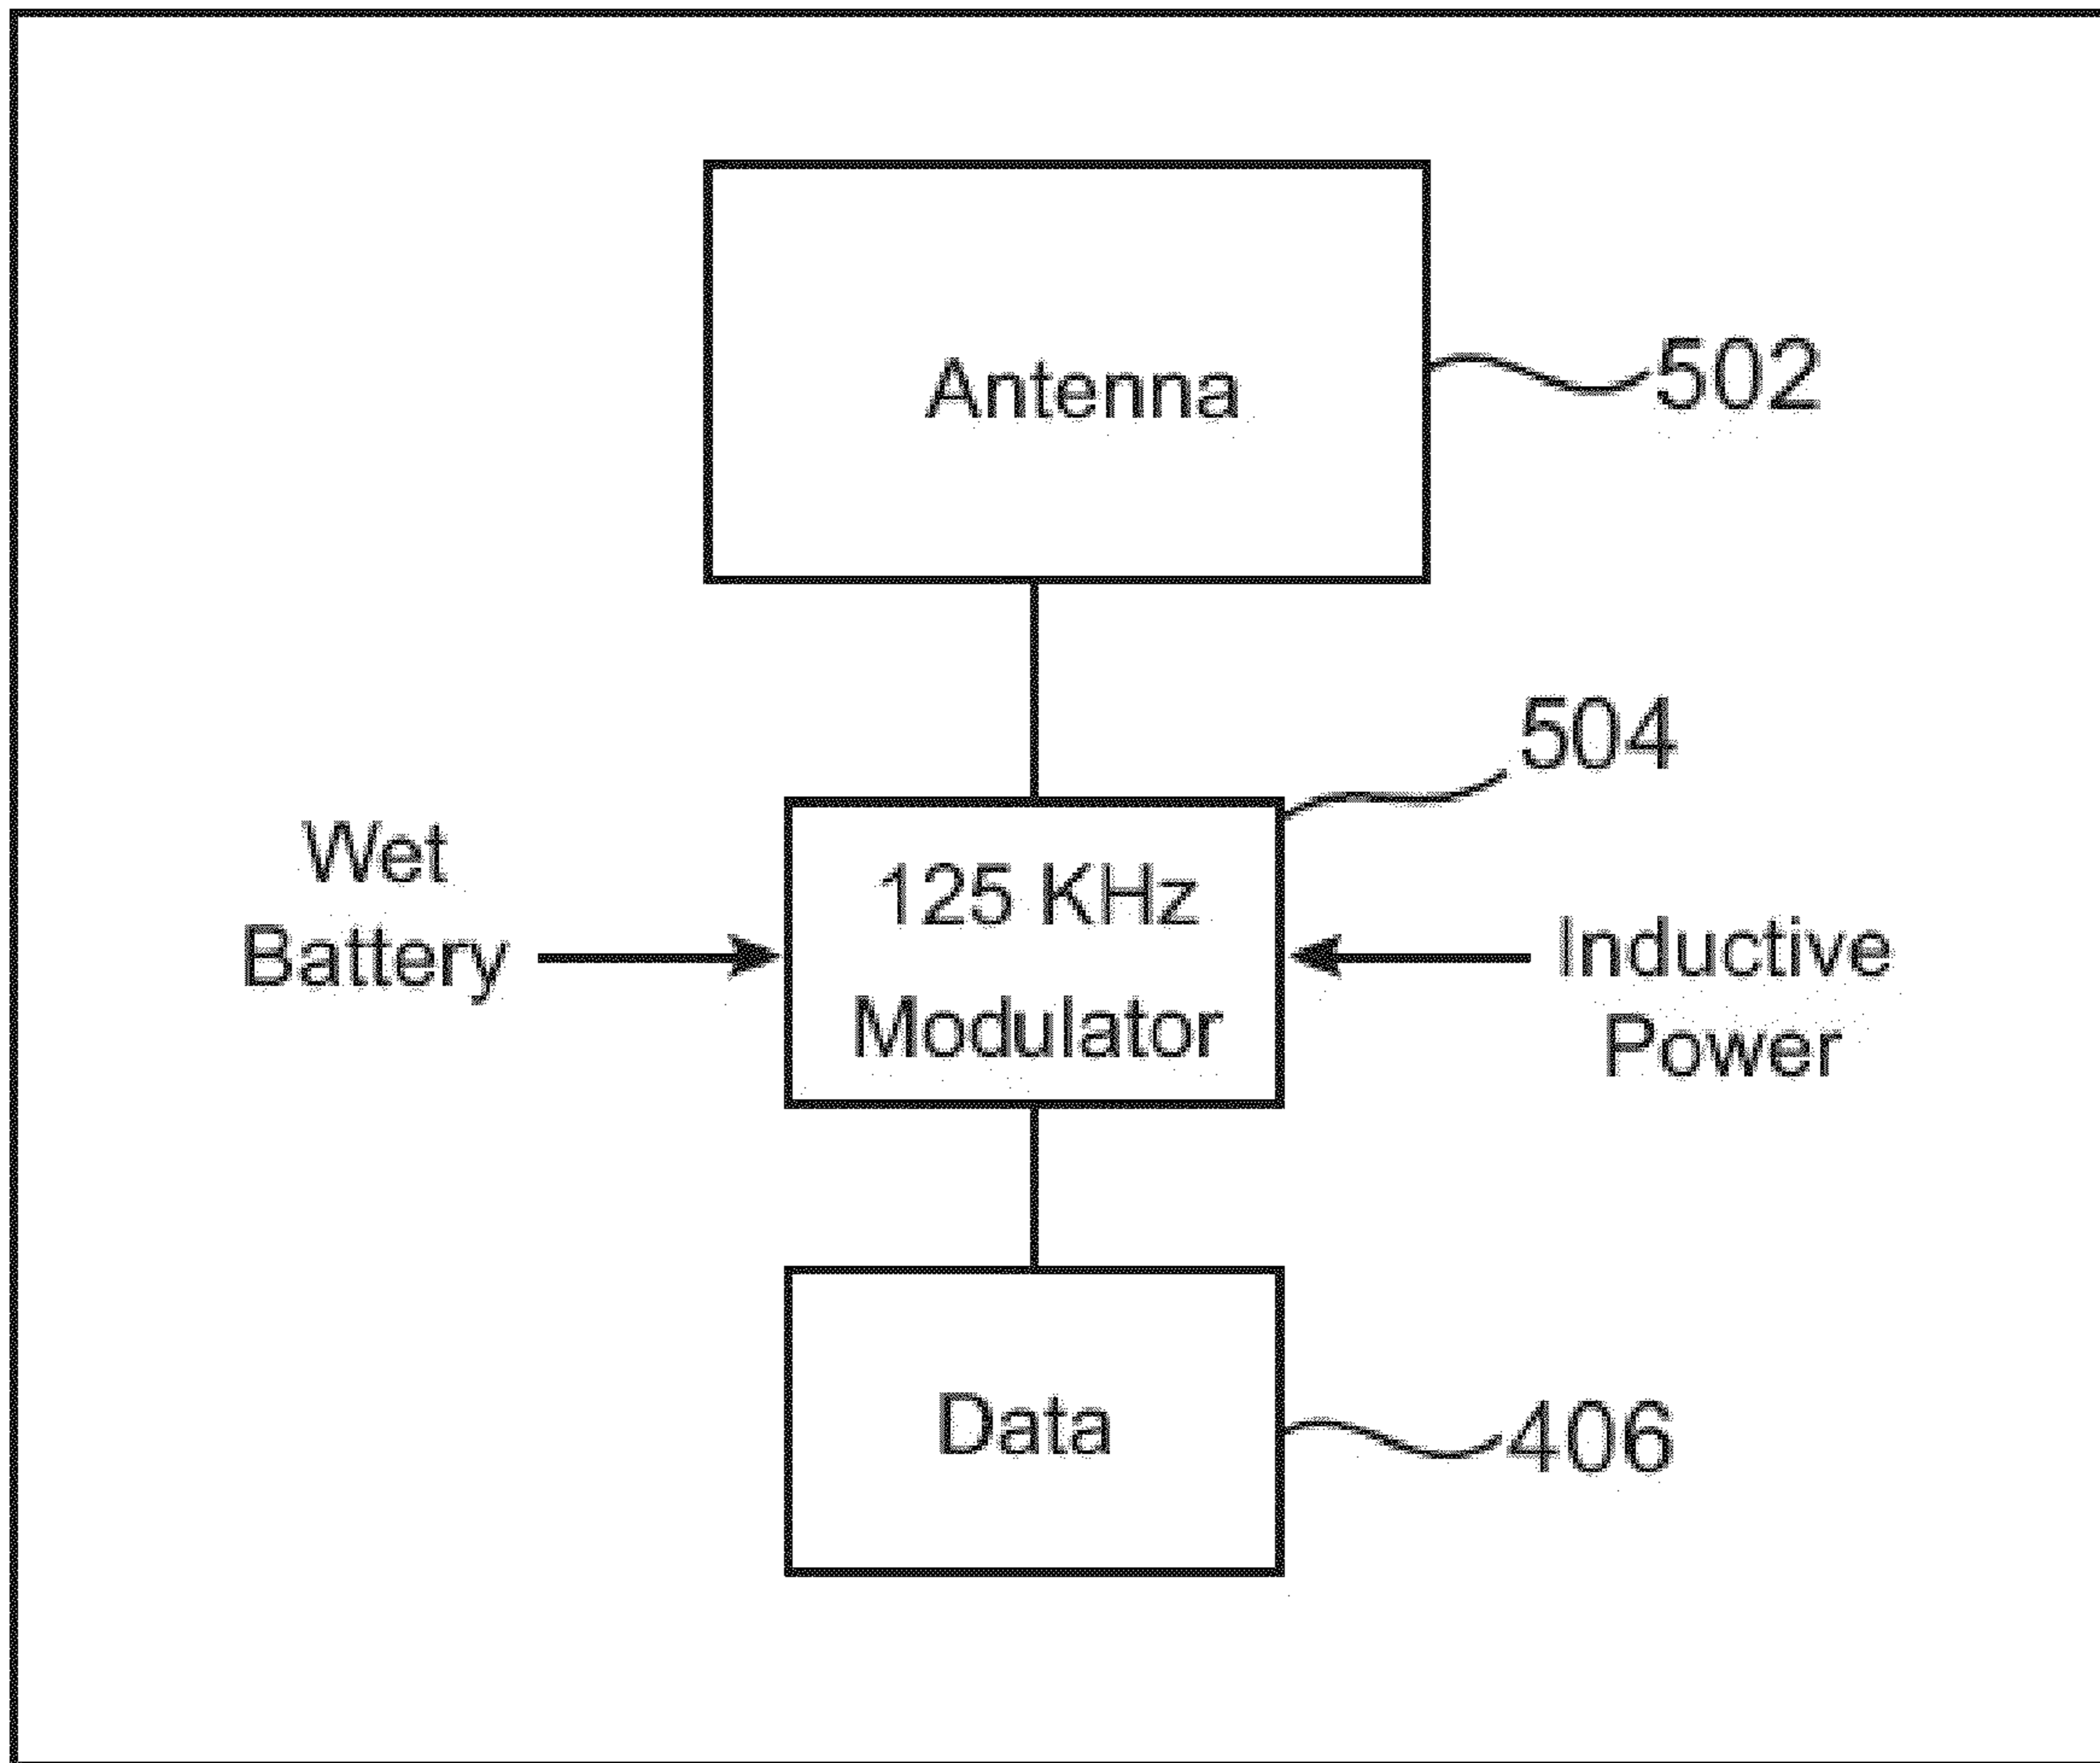 Antenna
502
504
Wet
Battery
125 KHz
Modulator
Inductive
Power
Data
406